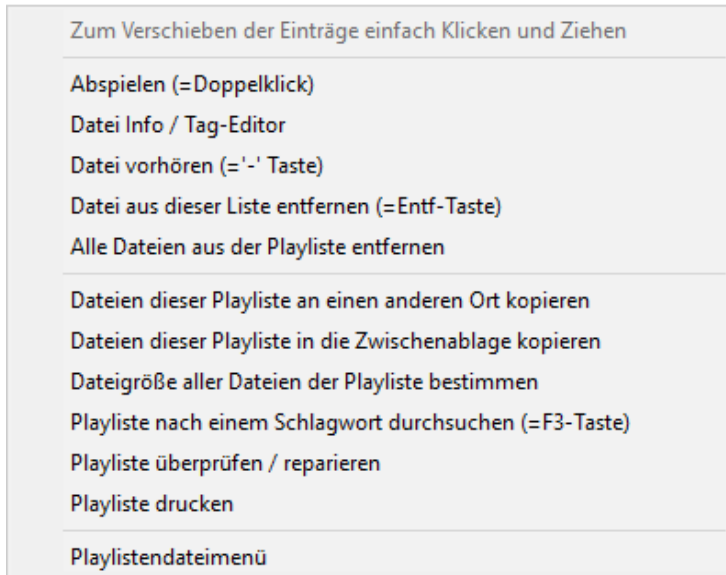 Zum Verschieben der Einträge einfach Klicken und Ziehen
Abspielen (=Doppelklick)
Datei Info / Tag-Editor
Datei vorhören (='-' Taste)
Datei aus dieser Liste entfernen (=Entf-Taste)
Alle Dateien aus der Playliste entfernen
Dateien dieser Playliste an einen anderen Ort kopieren
Dateien dieser Playliste in die Zwischenablage kopieren
Dateigröße aller Dateien der Playliste bestimmen
Playliste nach einem Schlagwort durchsuchen (=F3-Taste)
Playliste überprüfen / reparieren
Playliste drucken
Playlistendateimenü